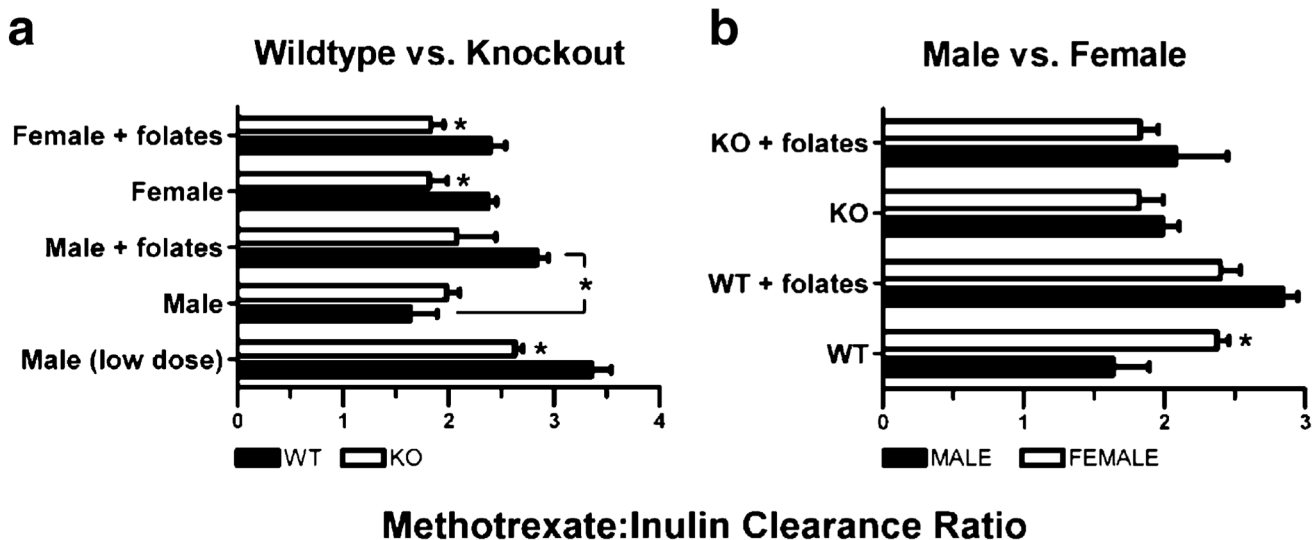 a
Wildtype vs. Knockout
Female + folates
*
Female
*
Male + folates
*
Male
Male (low dose)
*
0 1 2 3 4
WT KO
b
Male vs. Female
KO + folates
KO
WT + folates
WT
*
0 1 2 3
MALE FEMALE
Methotrexate:Inulin Clearance Ratio